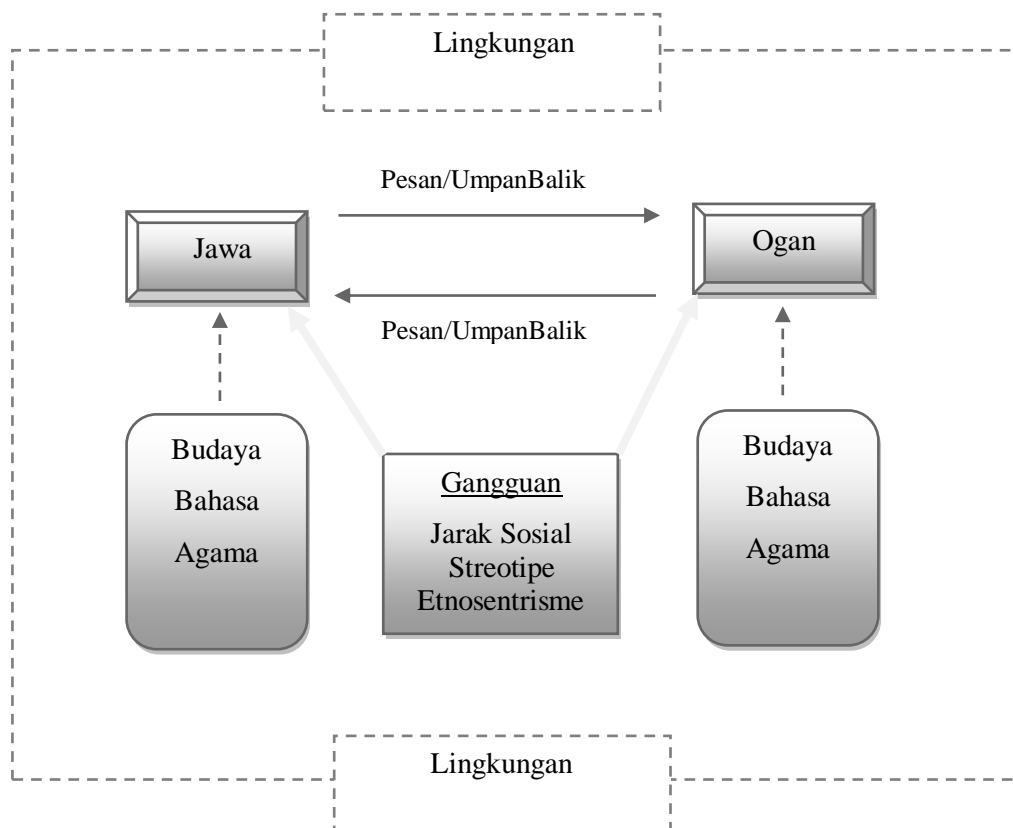 Lingkungan
Pesan/UmpanBalik
Jawa
Ogan
Pesan/UmpanBalik
Budaya
Bahasa
Agama
Gangguan
Jarak Sosial
Streotipe
Etnosentrisme
Budaya
Bahasa
Agama
Lingkungan